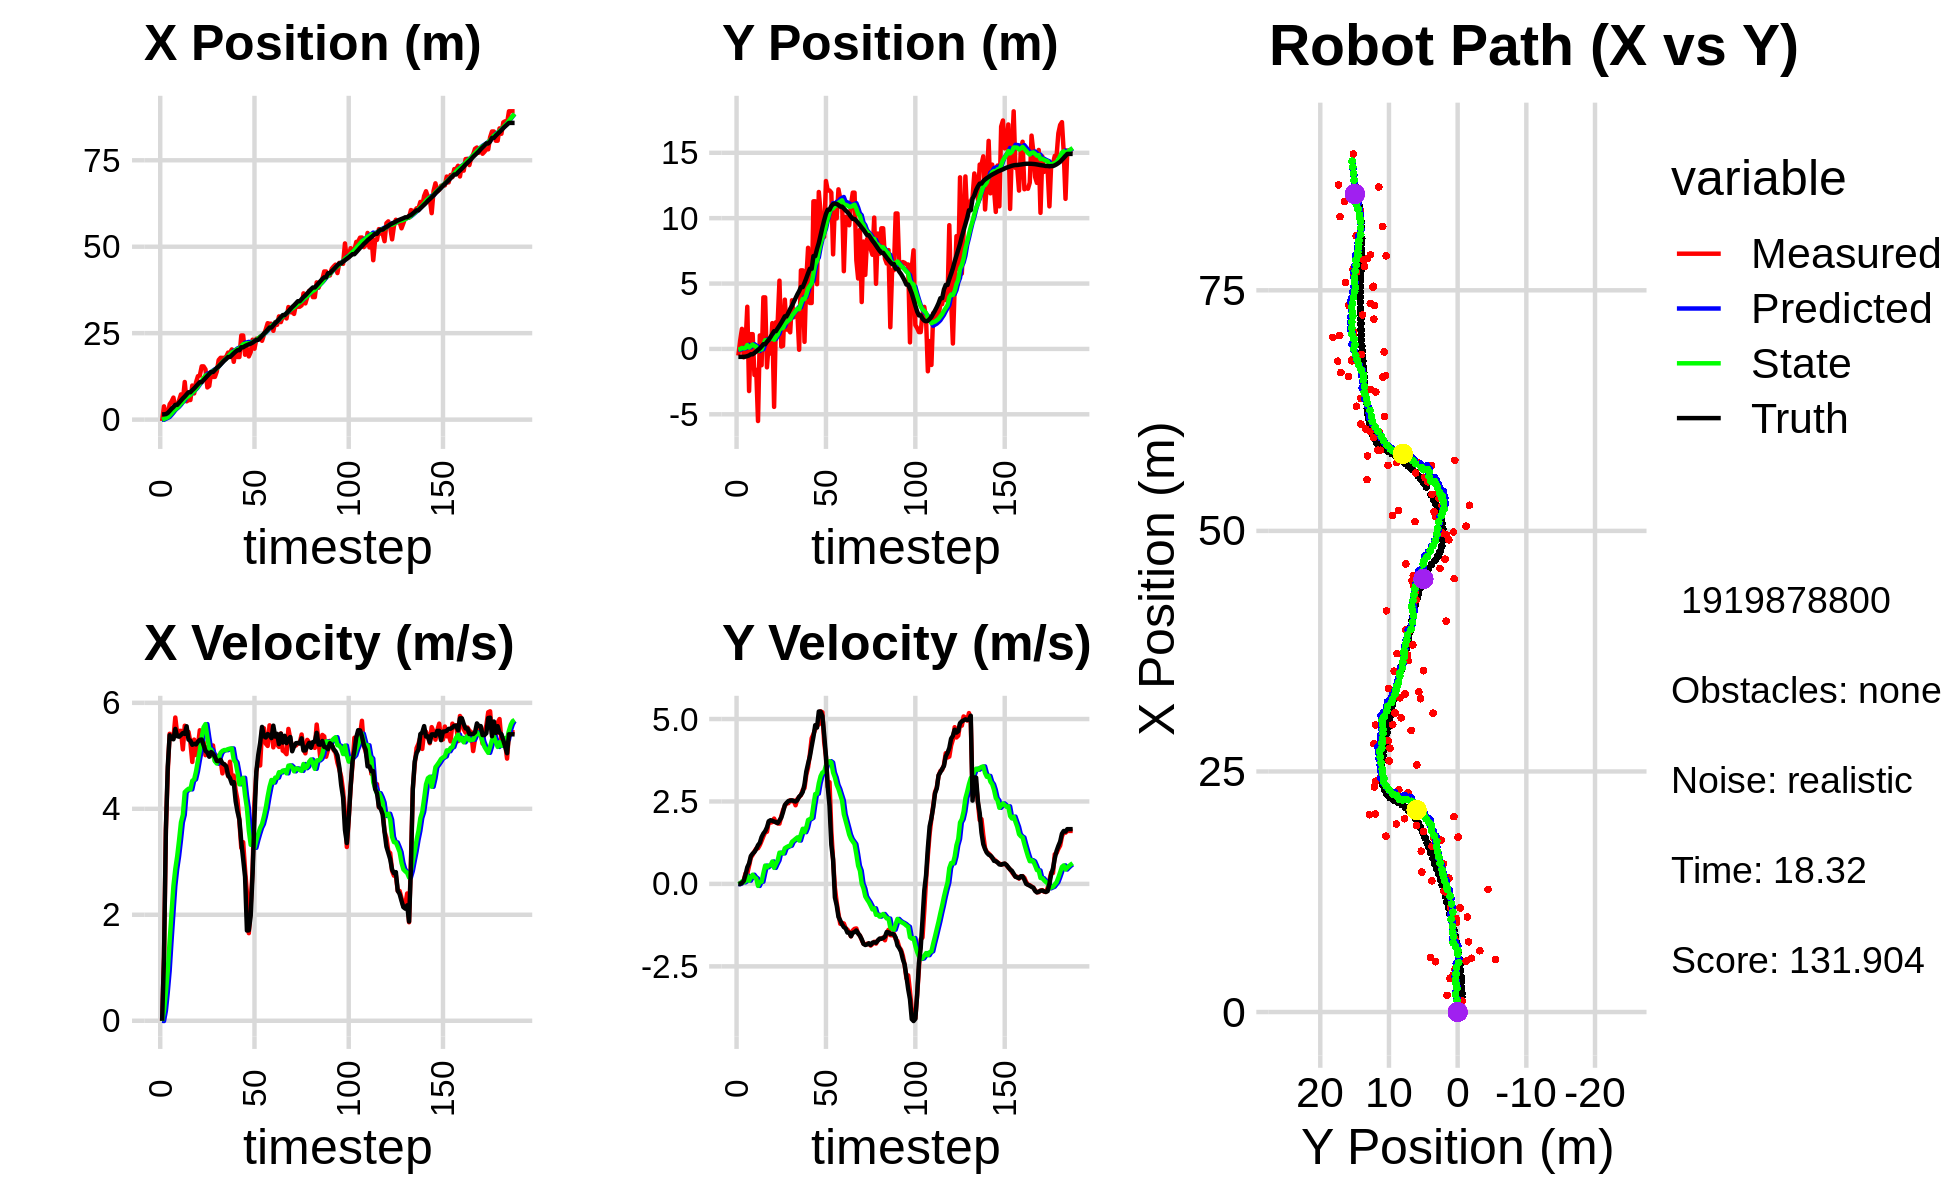 X Position (m)
75
50
25
0
0
50
100
150
timestep
Y Position (m)
15
10
5
0
-5
0
50
100
150
timestep
X Velocity (m/s)
6
4
2
0
0
50
100
150
timestep
Y Velocity (m/s)
5.0
2.5
0.0
-2.5
0
50
100
150
timestep
Robot Path (X vs Y)
X Position (m)
75
50
25
0
20
10
0
-10
-20
Y Position (m)
variable
Measured
Predicted
State
Truth
1919878800
Obstacles: none
Noise: realistic
Time: 18.32
Score: 131.904